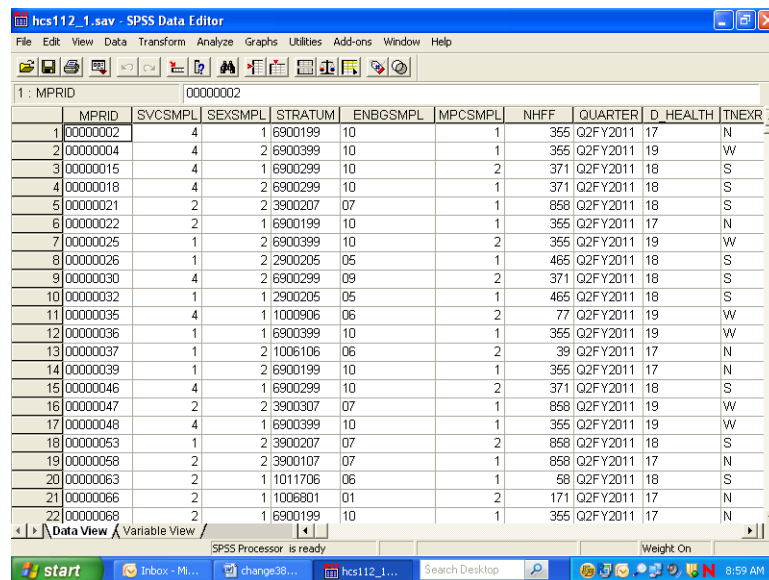 hcs112_1.sav - SPSS Data Editor
File Edit View Data Transform Analyze Graphs Utilities Add-ons Window Help
1 : MPRID 00000002
MPRID SVCSMPL SEXSMPL STRATUM ENBGSMPL MPCSMPL NHFF QUARTER D_HEALTH TNEXR
1 00000002 4 1 6900199 10 1 355 Q2FY2011 17 N
2 00000004 4 2 6900399 10 1 355 Q2FY2011 19 W
3 00000015 4 1 6900299 10 2 371 Q2FY2011 18 S
4 00000018 4 2 6900299 10 1 371 Q2FY2011 18 S
5 00000021 2 2 3900207 07 1 858 Q2FY2011 18 S
6 00000022 2 1 6900199 10 1 355 Q2FY2011 17 N
7 00000025 1 2 6900399 10 2 355 Q2FY2011 19 W
8 00000026 1 2 2900205 05 1 465 Q2FY2011 18 S
9 00000030 4 2 6900299 09 2 371 Q2FY2011 18 S
10 00000032 1 1 2900205 05 1 465 Q2FY2011 18 S
11 00000035 4 1 1000906 06 2 77 Q2FY2011 19 W
12 00000036 1 1 6900399 10 1 355 Q2FY2011 19 W
13 00000037 1 2 1006106 06 2 39 Q2FY2011 17 N
14 00000039 1 2 6900199 10 1 355 Q2FY2011 17 N
15 00000046 4 1 6900299 10 2 371 Q2FY2011 18 S
16 00000047 2 2 3900307 07 1 858 Q2FY2011 19 W
17 00000048 4 1 6900399 10 1 355 Q2FY2011 19 W
18 00000053 1 2 3900207 07 2 858 Q2FY2011 18 S
19 00000058 2 2 3900107 07 1 858 Q2FY2011 17 N
20 00000063 2 1 1011706 06 1 58 Q2FY2011 18 S
21 00000066 2 1 1006801 01 2 171 Q2FY2011 17 N
22 00000068 2 1 6900199 10 1 355 Q2FY2011 17 N
Data View Variable View
SPSS Processor is ready Weight On
start Inbox - Mi... change38... hcs112_1... Search Desktop 8:59 AM